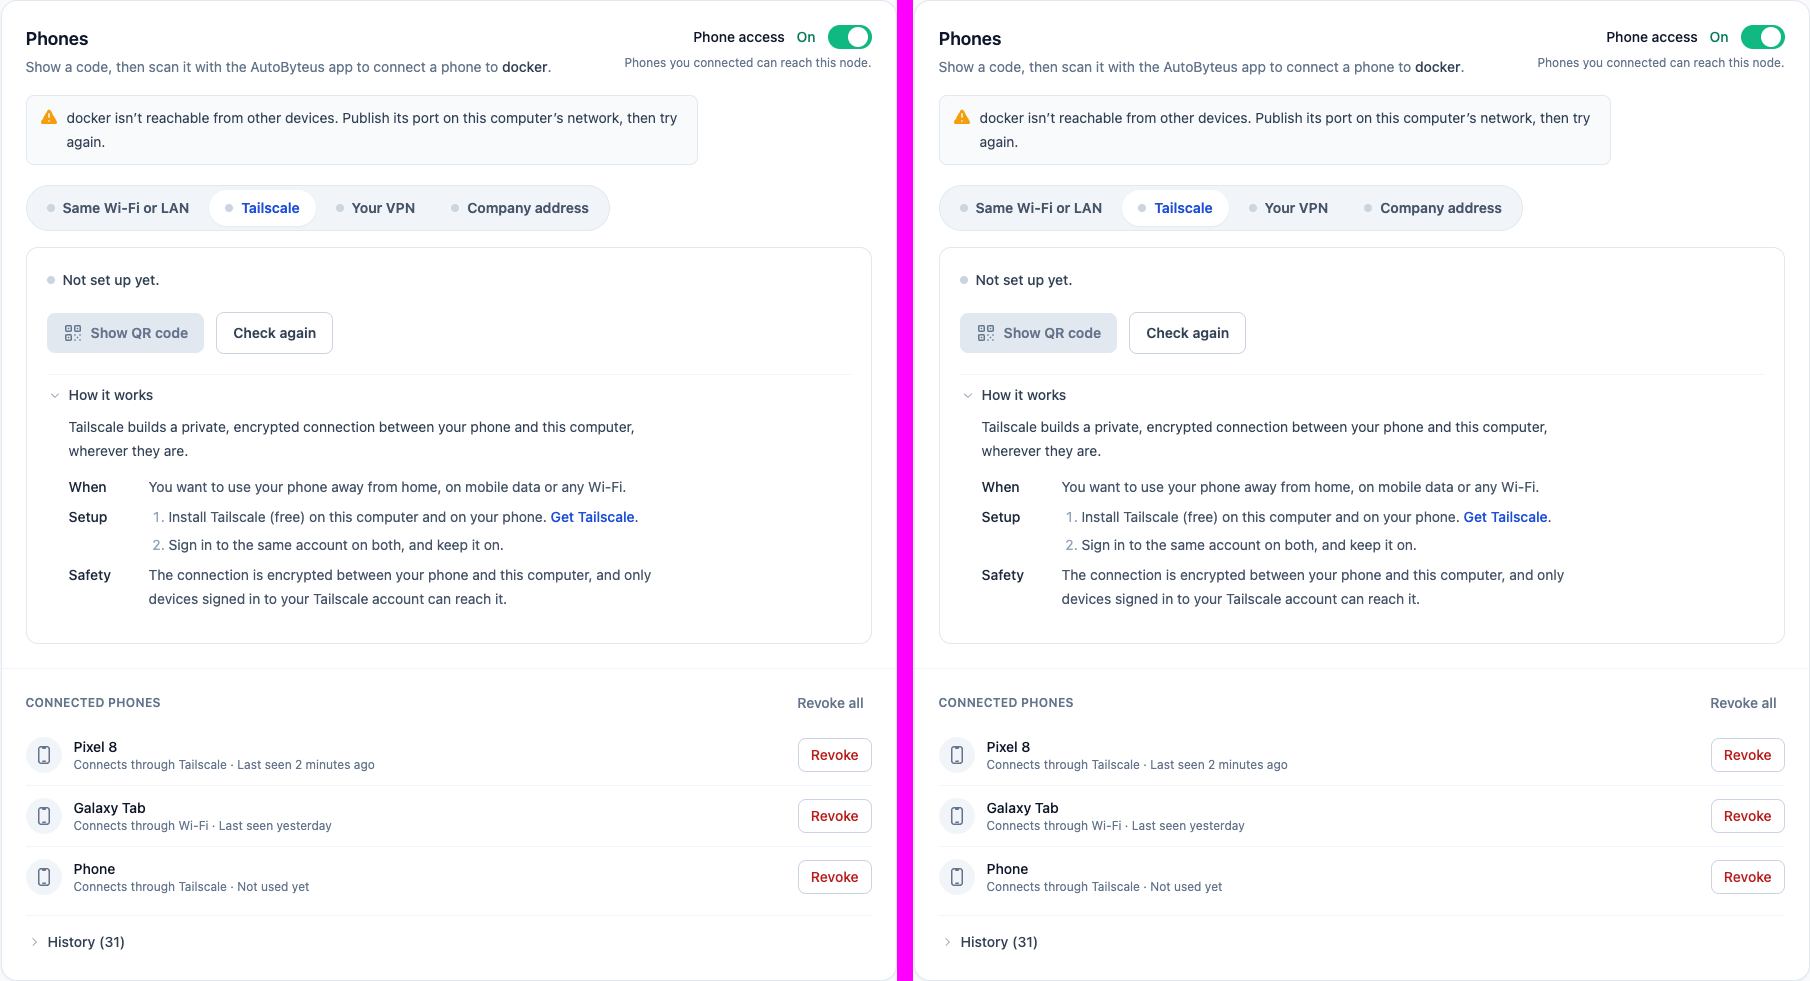 Phones
Phone access On
Show a code, then scan it with the AutoByteus app to connect a phone to docker.
Phones you connected can reach this node.
docker isn’t reachable from other devices. Publish its port on this computer’s network, then try
again.
Same Wi-Fi or LAN
Tailscale
Your VPN
Company address
Not set up yet.
Show QR code
Check again
How it works
Tailscale builds a private, encrypted connection between your phone and this computer,
wherever they are.
When You want to use your phone away from home, on mobile data or any Wi-Fi.
Setup 1. Install Tailscale (free) on this computer and on your phone. Get Tailscale.
2. Sign in to the same account on both, and keep it on.
Safety The connection is encrypted between your phone and this computer, and only
devices signed in to your Tailscale account can reach it.
CONNECTED PHONES
Revoke all
Pixel 8
Connects through Tailscale · Last seen 2 minutes ago
Revoke
Galaxy Tab
Connects through Wi-Fi · Last seen yesterday
Revoke
Phone
Connects through Tailscale · Not used yet
Revoke
History (31)
Phones
Phone access On
Show a code, then scan it with the AutoByteus app to connect a phone to docker.
Phones you connected can reach this node.
docker isn’t reachable from other devices. Publish its port on this computer’s network, then try
again.
Same Wi-Fi or LAN
Tailscale
Your VPN
Company address
Not set up yet.
Show QR code
Check again
How it works
Tailscale builds a private, encrypted connection between your phone and this computer,
wherever they are.
When You want to use your phone away from home, on mobile data or any Wi-Fi.
Setup 1. Install Tailscale (free) on this computer and on your phone. Get Tailscale.
2. Sign in to the same account on both, and keep it on.
Safety The connection is encrypted between your phone and this computer, and only
devices signed in to your Tailscale account can reach it.
CONNECTED PHONES
Revoke all
Pixel 8
Connects through Tailscale · Last seen 2 minutes ago
Revoke
Galaxy Tab
Connects through Wi-Fi · Last seen yesterday
Revoke
Phone
Connects through Tailscale · Not used yet
Revoke
History (31)